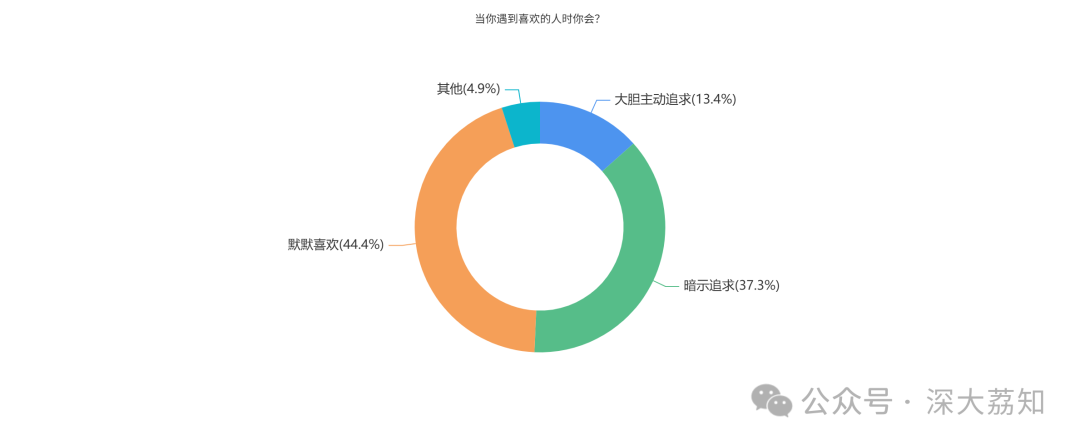 当你遇到喜欢的人时你会？
其他(4.9%)
大胆主动追求(13.4%)
默默喜欢(44.4%)
暗示追求(37.3%)
公众号 · 深大荔知